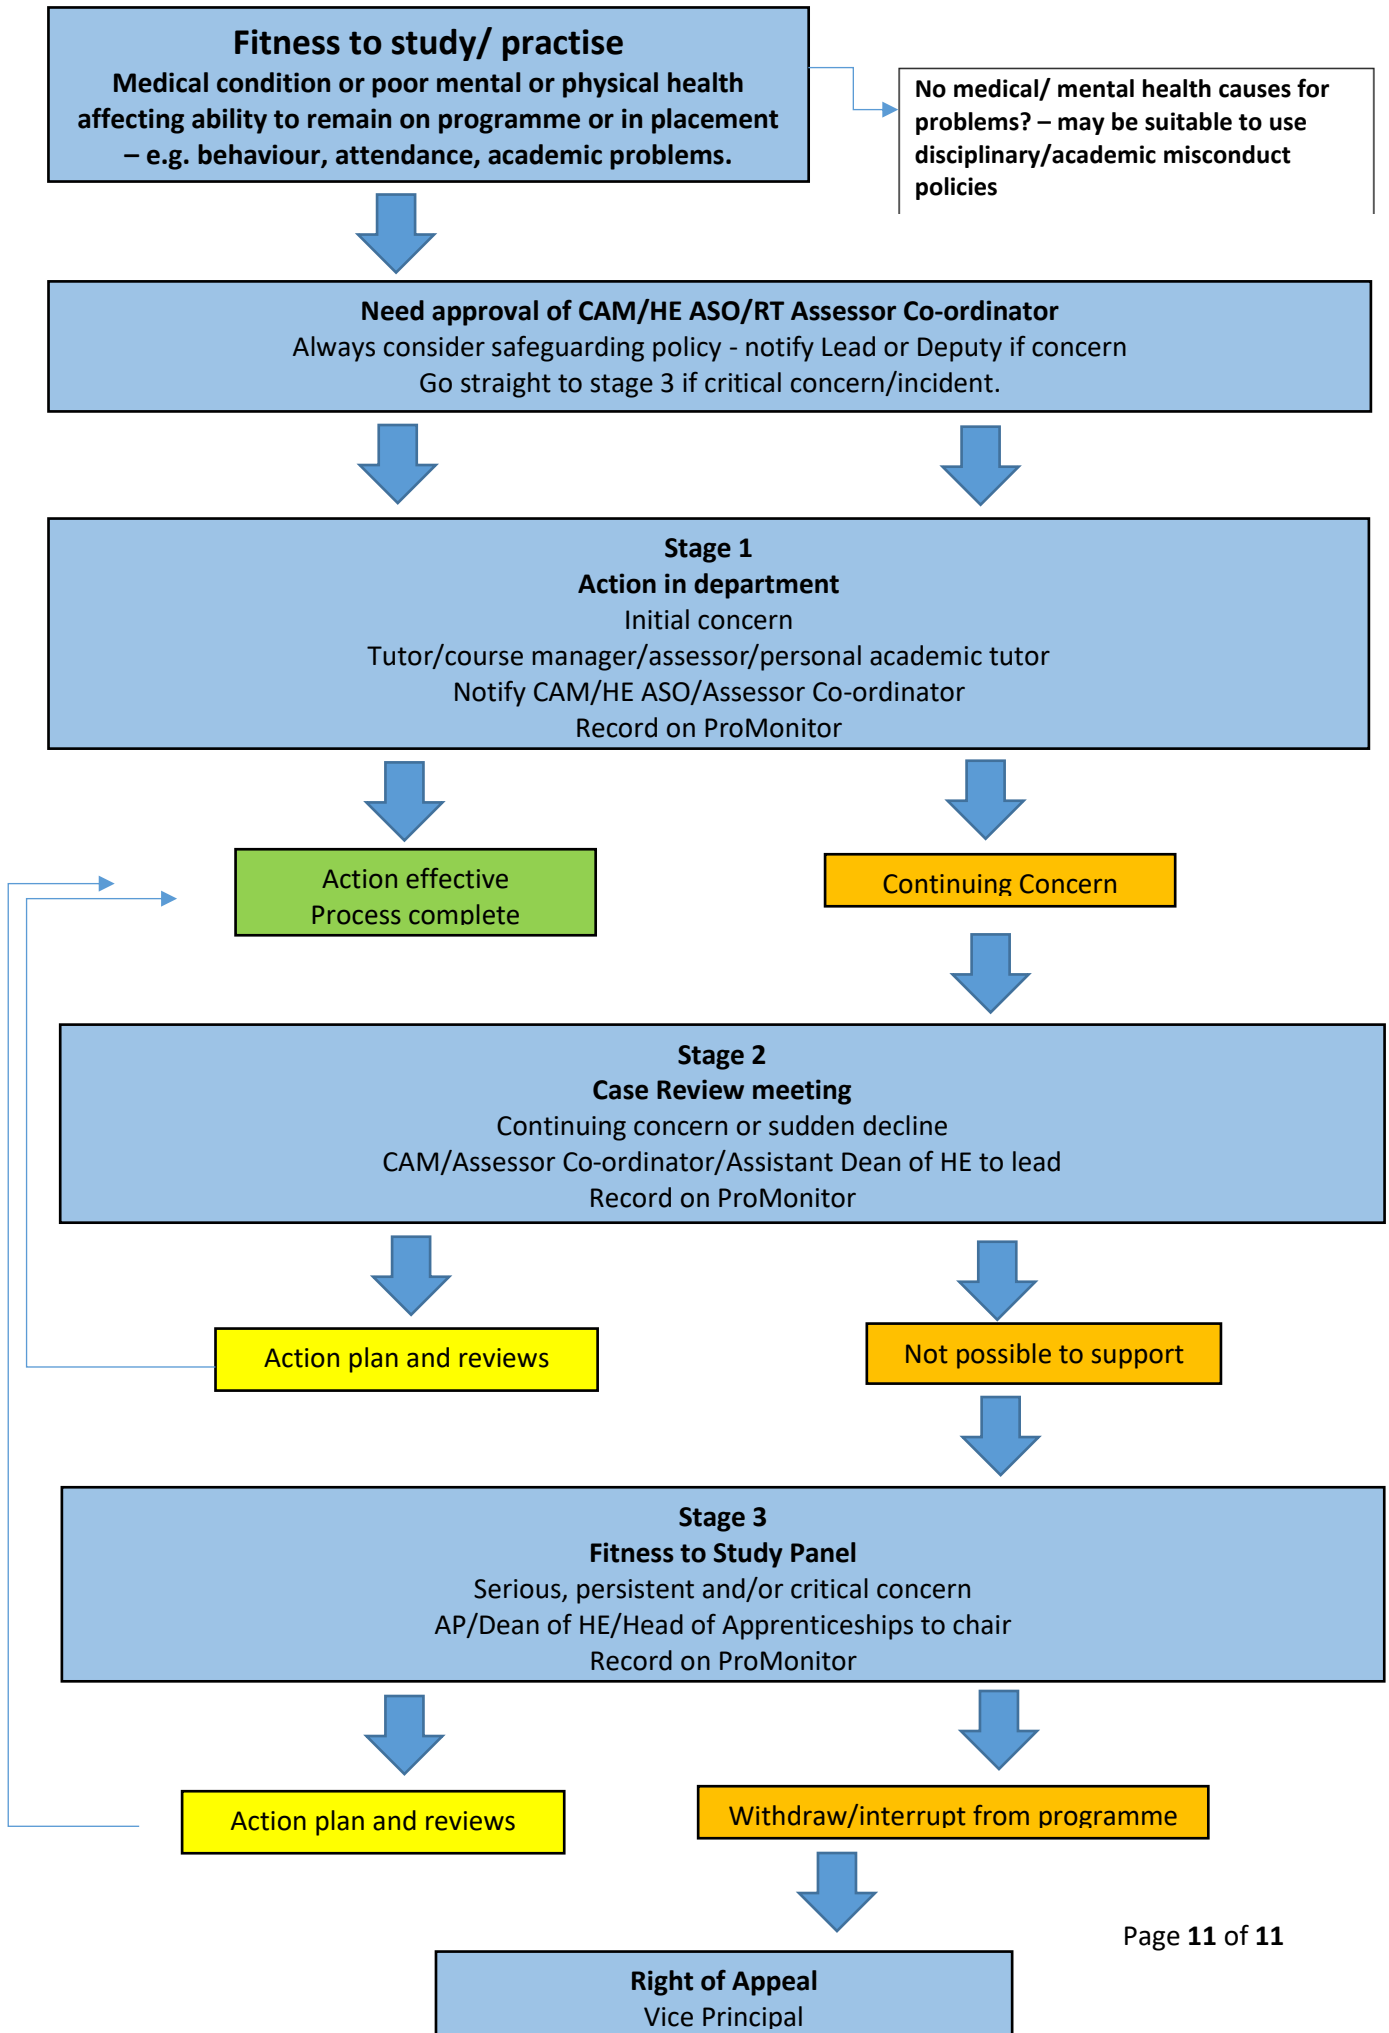 Fitness to study/ practise
Medical condition or poor mental or physical health
affecting ability to remain on programme or in placement
– e.g. behaviour, attendance, academic problems.
No medical/ mental health causes for
problems? – may be suitable to use
disciplinary/academic misconduct
policies
Need approval of CAM/HE ASO/RT Assessor Co-ordinator
Always consider safeguarding policy - notify Lead or Deputy if concern
Go straight to stage 3 if critical concern/incident.
Stage 1
Action in department
Initial concern
Tutor/course manager/assessor/personal academic tutor
Notify CAM/HE ASO/Assessor Co-ordinator
Record on ProMonitor
Action effective
Process complete
Continuing Concern
Stage 2
Case Review meeting
Continuing concern or sudden decline
CAM/Assessor Co-ordinator/Assistant Dean of HE to lead
Record on ProMonitor
Action plan and reviews
Not possible to support
Stage 3
Fitness to Study Panel
Serious, persistent and/or critical concern
AP/Dean of HE/Head of Apprenticeships to chair
Record on ProMonitor
Action plan and reviews
Withdraw/interrupt from programme
Page 11 of 11
Right of Appeal
Vice Principal